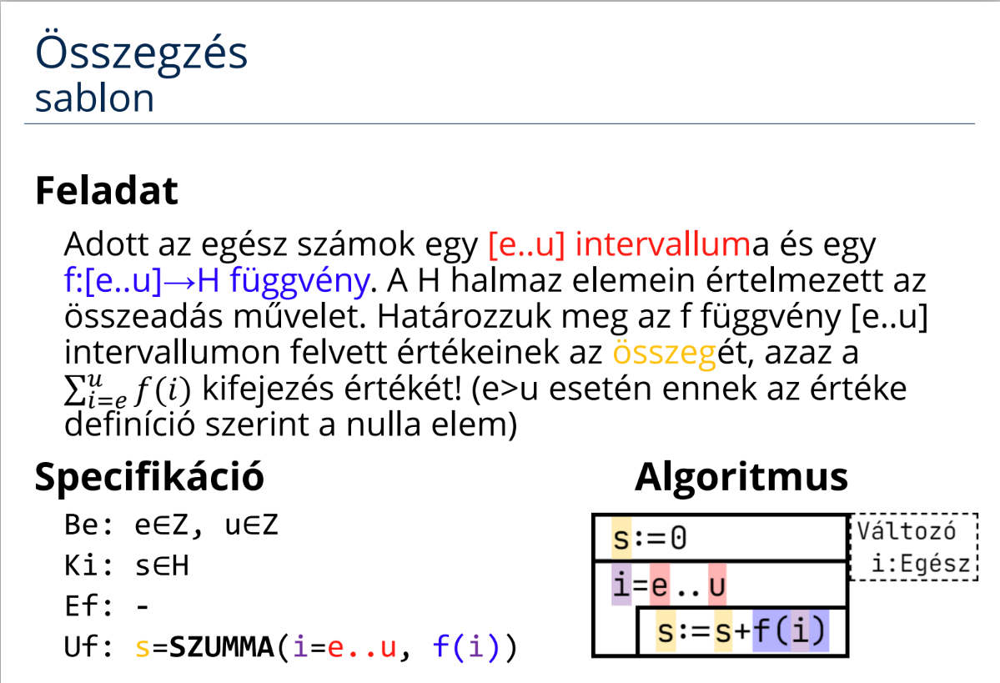 Összegzés
sablon
Feladat
Adott az egész számok egy [e..u] intervalluma és egy
f:[e..u]→H függvény. A H halmaz elemein értelmezett az
összeadás művelet. Határozzuk meg az f függvény [e..u]
intervallumon felvett értékeinek az összegét, azaz a
∑ᵘᵢ₌ₑ f(i) kifejezés értékét! (e>u esetén ennek az értéke
definíció szerint a nulla elem)
Specifikáció
Be: e∈Z, u∈Z
Ki: s∈H
Ef: -
Uf: s=SZUMMA(i=e..u, f(i))
Algoritmus
s:=0
i=e..u
s:=s+f(i)
Változó
i:Egész